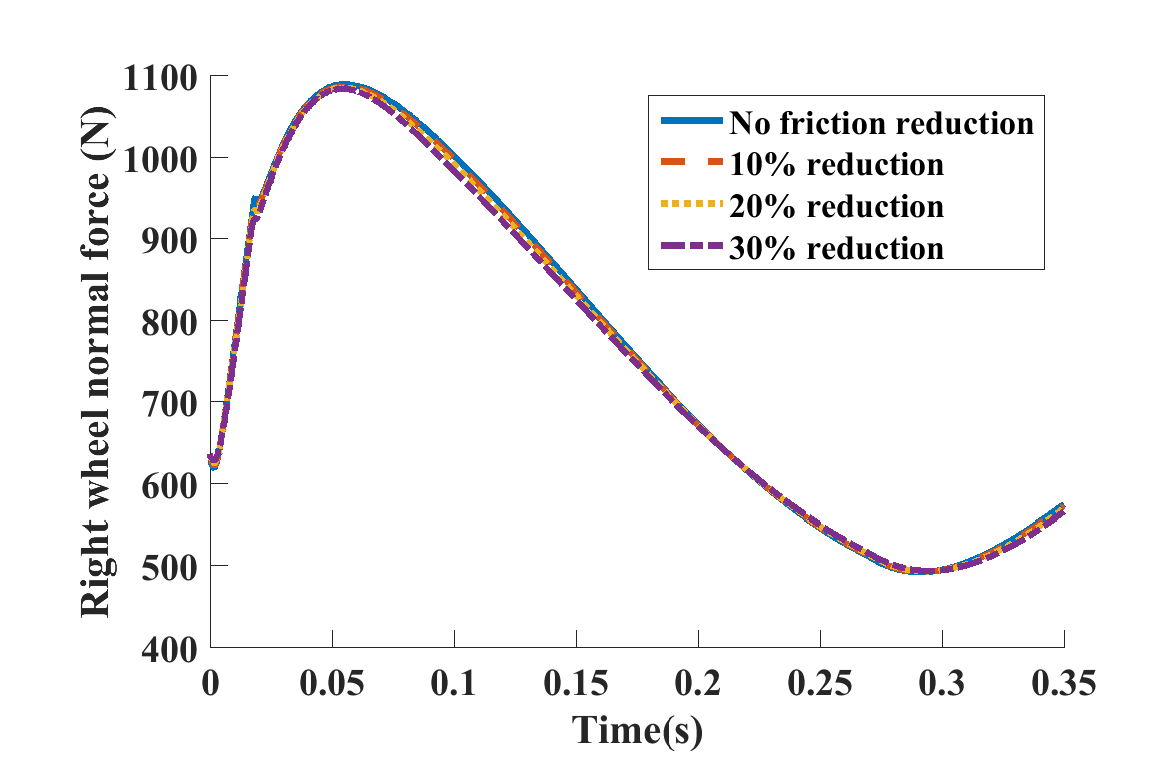 1100
1000
900
800
700
600
500
400
Right wheel normal force (N)
No friction reduction
10% reduction
20% reduction
30% reduction
0
0.05
0.1
0.15
0.2
0.25
0.3
0.35
Time(s)